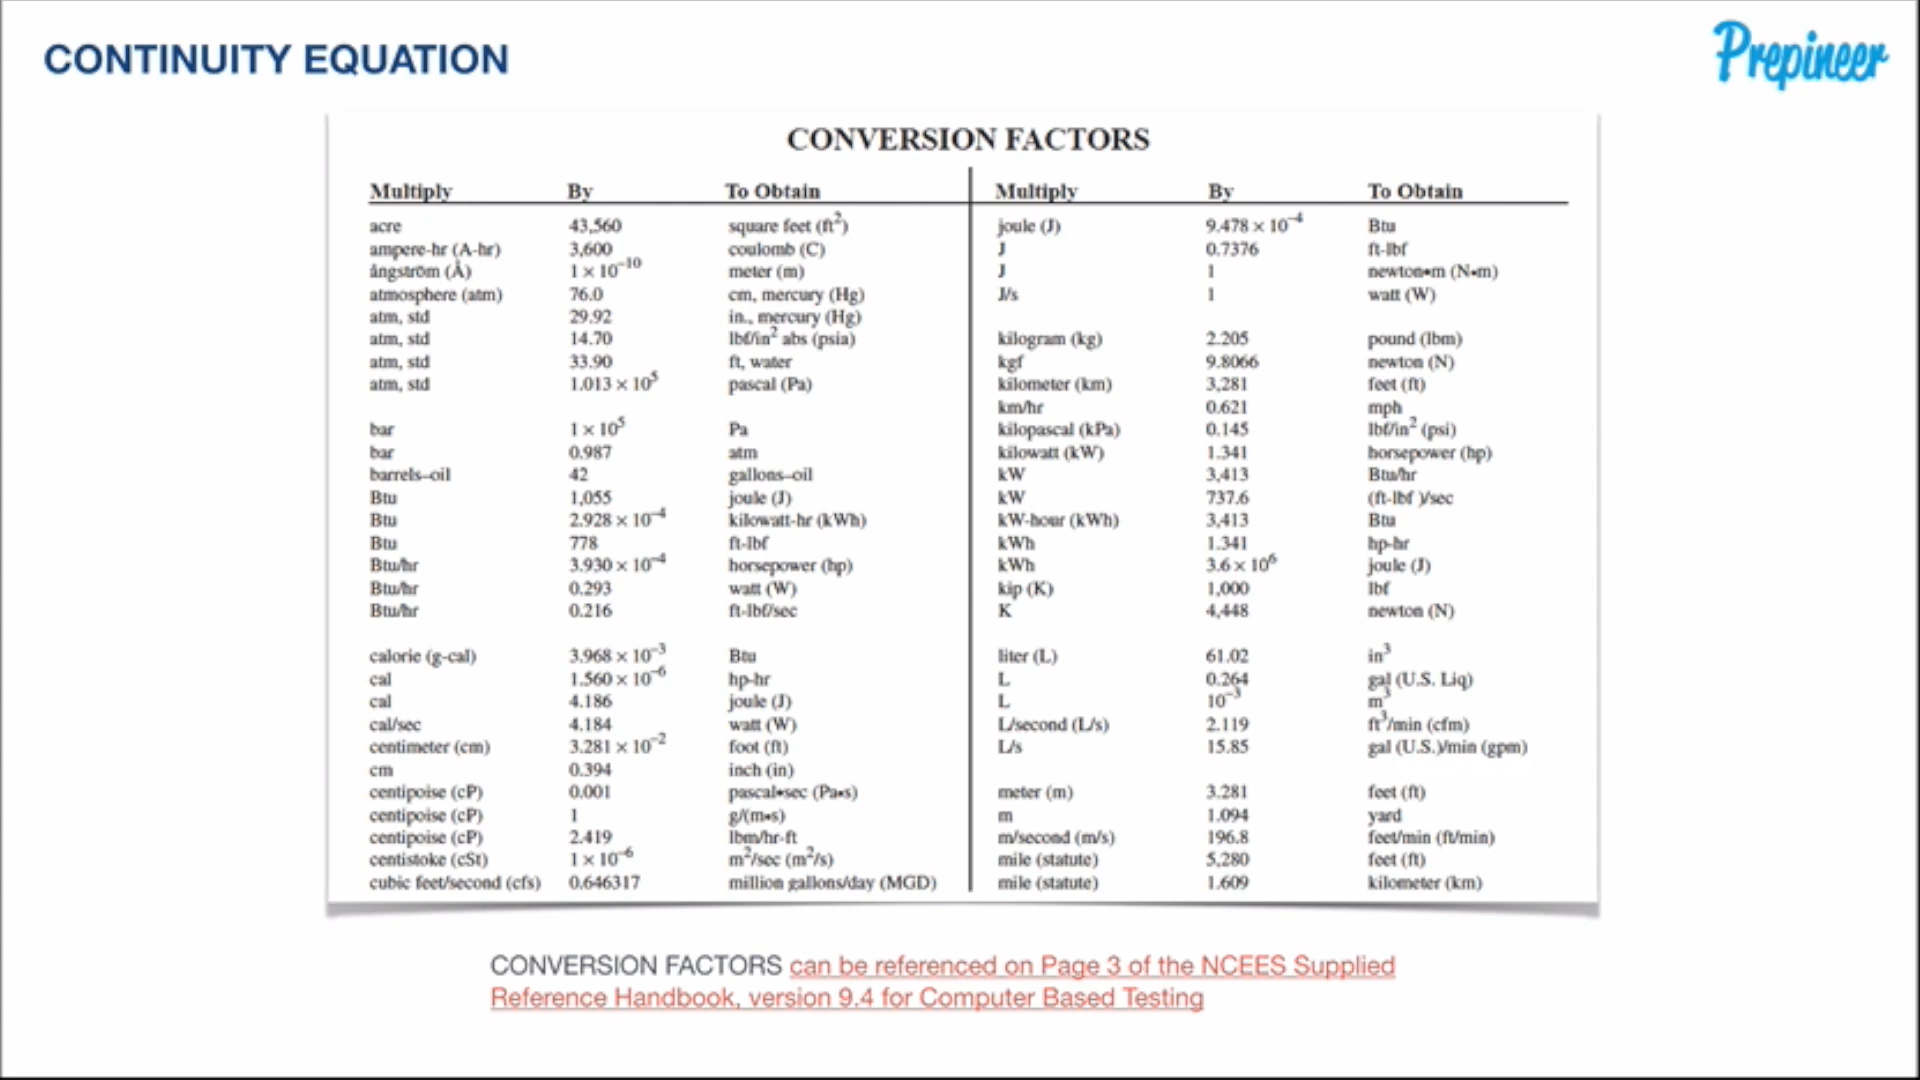 CONTINUITY EQUATION
Prepineer
CONVERSION FACTORS
Multiply By To Obtain
acre 43,560 square feet (ft²)
ampere-hr (A-hr) 3,600 coulomb (C)
ångström (Å) 1 × 10⁻¹⁰ meter (m)
atmosphere (atm) 76.0 cm, mercury (Hg)
atm, std 29.92 in., mercury (Hg)
atm, std 14.70 lbf/in² abs (psia)
atm, std 33.90 ft, water
atm, std 1.013 × 10⁵ pascal (Pa)
bar 1 × 10⁵ Pa
bar 0.987 atm
barrels–oil 42 gallons–oil
Btu 1,055 joule (J)
Btu 2.928 × 10⁻⁴ kilowatt-hr (kWh)
Btu 778 ft-lbf
Btu/hr 3.930 × 10⁻⁴ horsepower (hp)
Btu/hr 0.293 watt (W)
Btu/hr 0.216 ft-lbf/sec
calorie (g-cal) 3.968 × 10⁻³ Btu
cal 1.560 × 10⁻⁶ hp-hr
cal 4.186 joule (J)
cal/sec 4.184 watt (W)
centimeter (cm) 3.281 × 10⁻² foot (ft)
cm 0.394 inch (in)
centipoise (cP) 0.001 pascal•sec (Pa•s)
centipoise (cP) 1 g/(m•s)
centipoise (cP) 2.419 lbm/hr-ft
centistoke (cSt) 1 × 10⁻⁶ m²/sec (m²/s)
cubic feet/second (cfs) 0.646317 million gallons/day (MGD)
Multiply By To Obtain
joule (J) 9.478 × 10⁻⁴ Btu
J 0.7376 ft-lbf
J 1 newton•m (N•m)
J/s 1 watt (W)
kilogram (kg) 2.205 pound (lbm)
kgf 9.8066 newton (N)
kilometer (km) 3,281 feet (ft)
km/hr 0.621 mph
kilopascal (kPa) 0.145 lbf/in² (psi)
kilowatt (kW) 1.341 horsepower (hp)
kW 3,413 Btu/hr
kW 737.6 (ft-lbf )/sec
kW-hour (kWh) 3,413 Btu
kWh 1.341 hp-hr
kWh 3.6 × 10⁶ joule (J)
kip (K) 1,000 lbf
K 4,448 newton (N)
liter (L) 61.02 in³
L 0.264 gal (U.S. Liq)
L 10⁻³ m³
L/second (L/s) 2.119 ft³/min (cfm)
L/s 15.85 gal (U.S.)/min (gpm)
meter (m) 3.281 feet (ft)
m 1.094 yard
m/second (m/s) 196.8 feet/min (ft/min)
mile (statute) 5,280 feet (ft)
mile (statute) 1.609 kilometer (km)
CONVERSION FACTORS can be referenced on Page 3 of the NCEES Supplied
Reference Handbook, version 9.4 for Computer Based Testing